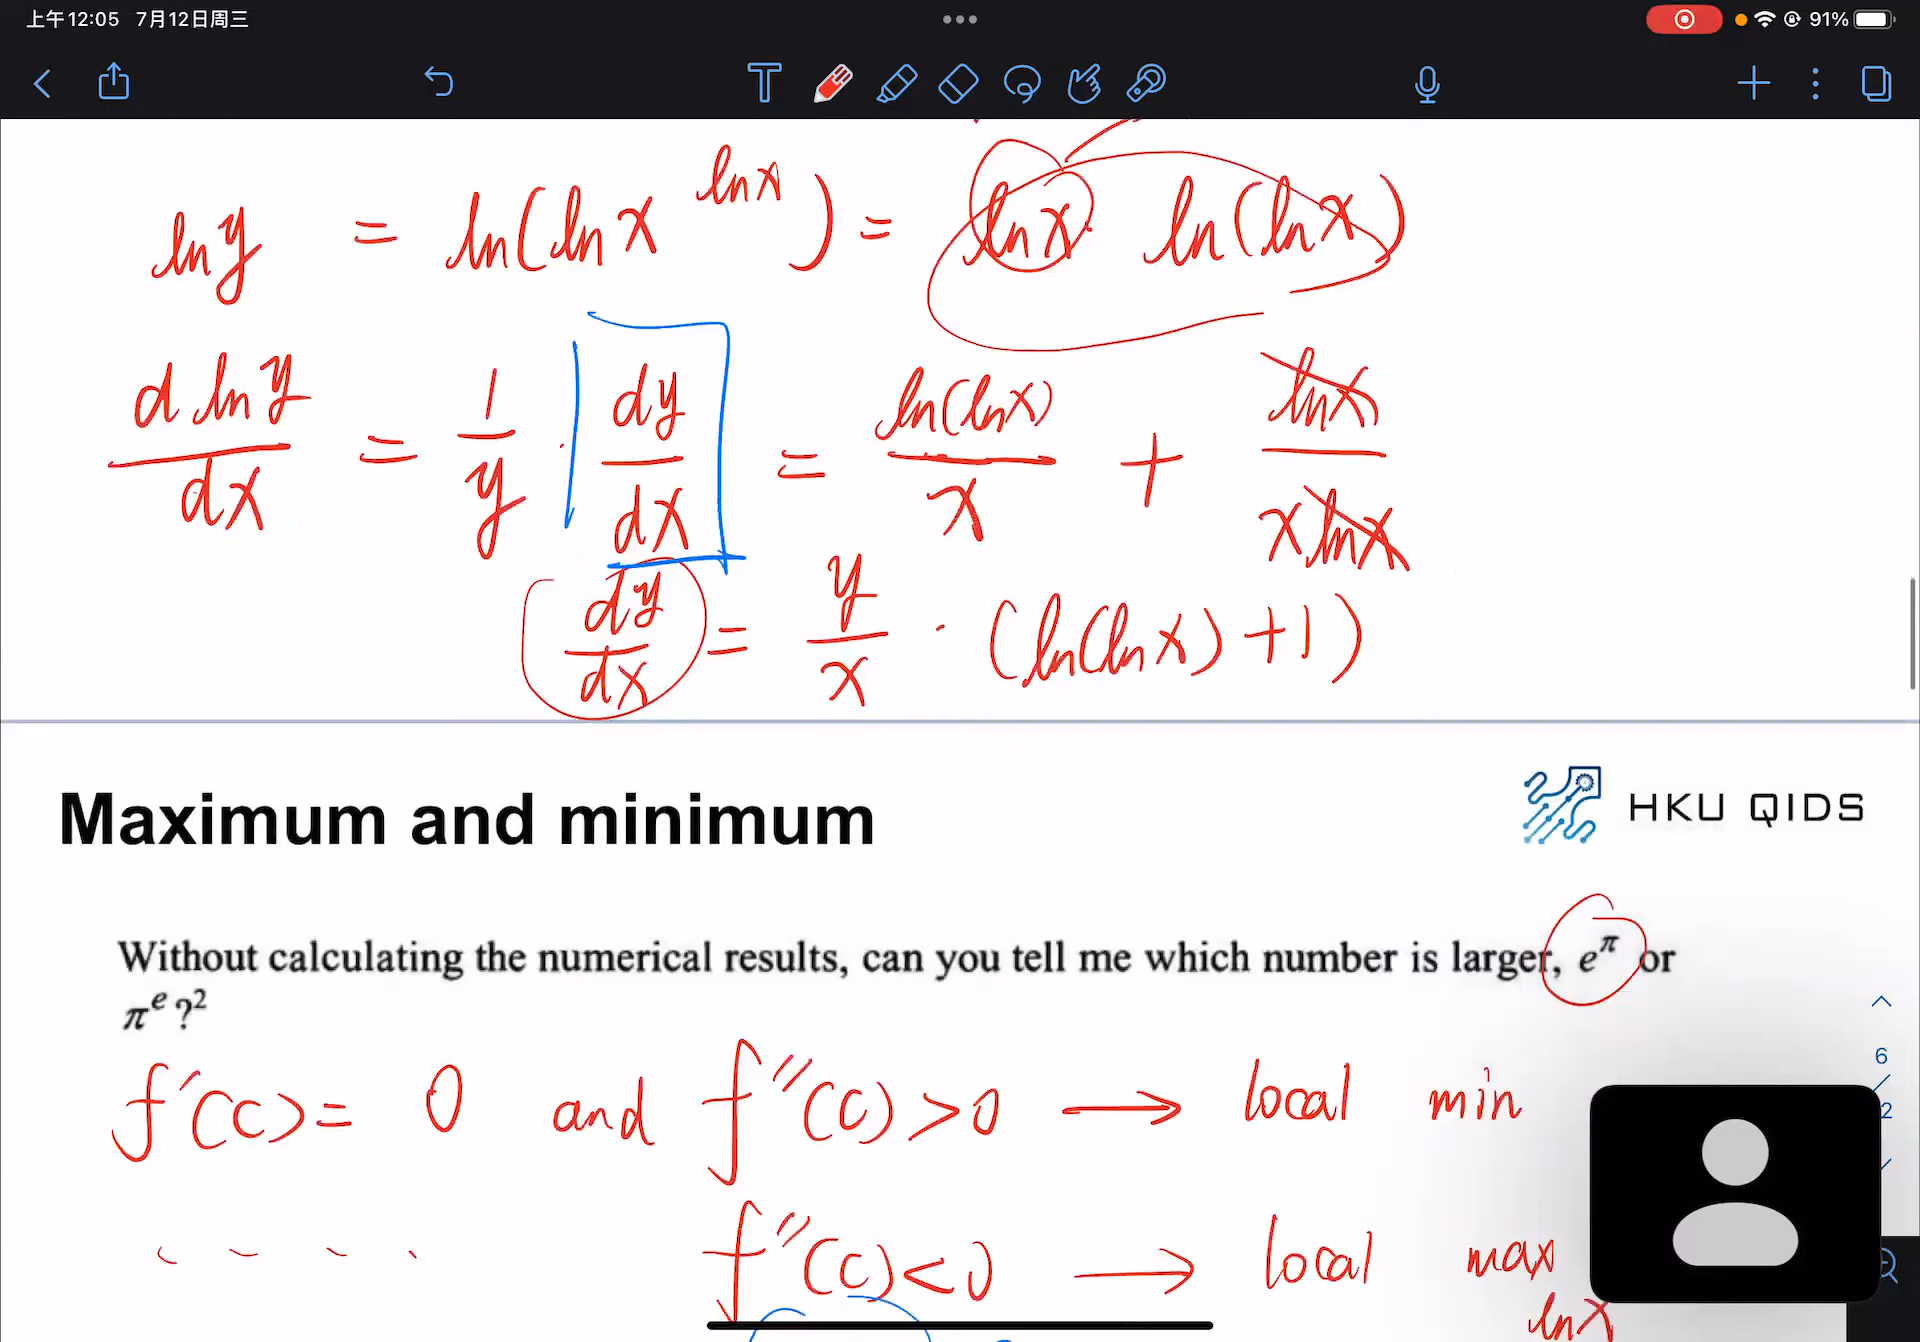 上午12:05 7月12日周三
91%
ln y = ln(ln x^{ln x}) = ln x ln(ln x)
d ln y / dx = 1/y · dy/dx = ln(ln x)/x + ln x/(x ln x)
dy/dx = y/x · (ln(ln x) + 1)
Maximum and minimum
HKU QIDS
Without calculating the numerical results, can you tell me which number is larger, e^π or
π^e ?²
6
2
f'(c) = 0 and f''(c) > 0 → local min
f''(c) < 0 → local max
ln x